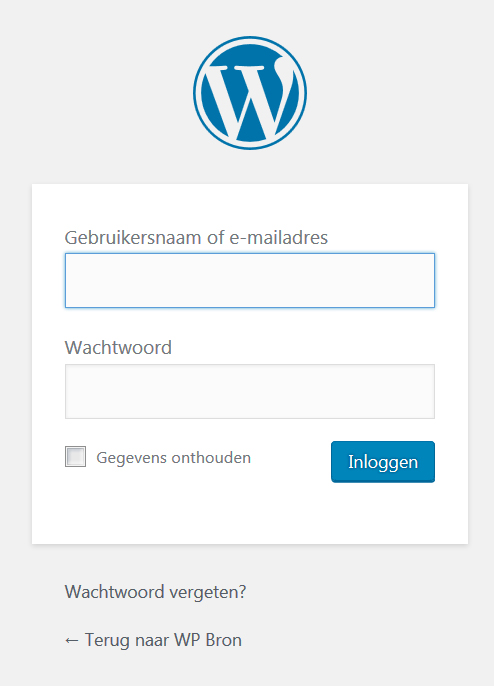 Gebruikersnaam of e-mailadres
Wachtwoord
Gegevens onthouden
Inloggen
Wachtwoord vergeten?
← Terug naar WP Bron